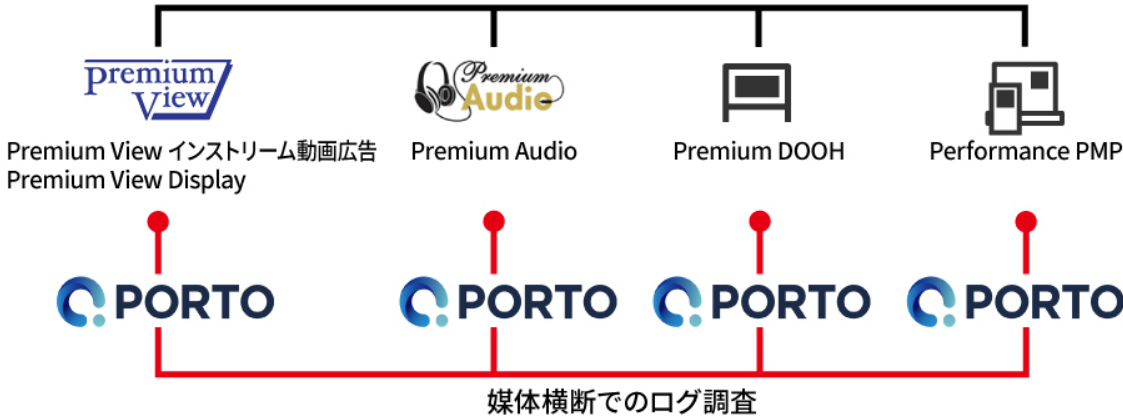 premium View
Premium Audio
Premium View インストリーム動画広告
Premium View Display
Premium Audio
Premium DOOH
Performance PMP
PORTO
PORTO
PORTO
PORTO
媒体横断でのログ調査